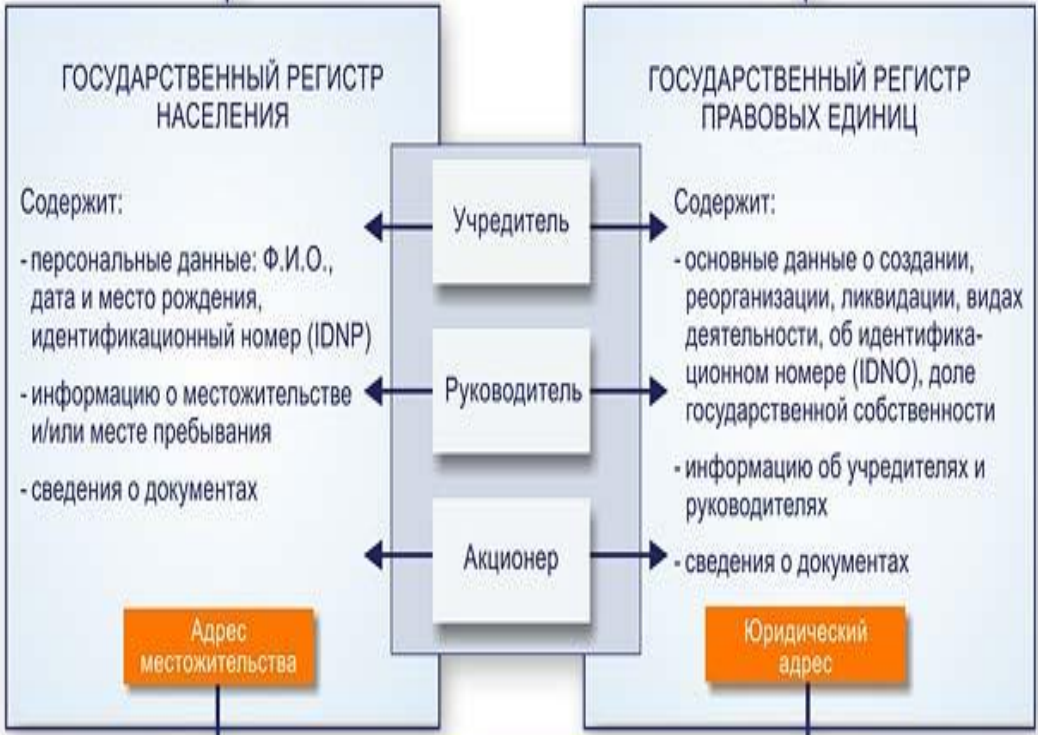 ГОСУДАРСТВЕННЫЙ РЕГИСТР
НАСЕЛЕНИЯ
Содержит:
- персональные данные: Ф.И.О.,
дата и место рождения,
идентификационный номер (IDNP)
- информацию о местожительстве
и/или месте пребывания
- сведения о документах
Адрес
местожительства
Учредитель
Руководитель
Акционер
ГОСУДАРСТВЕННЫЙ РЕГИСТР
ПРАВОВЫХ ЕДИНИЦ
Содержит:
- основные данные о создании,
реорганизации, ликвидации, видах
деятельности, об идентифика-
ционном номере (IDNO), доле
государственной собственности
- информацию об учредителях и
руководителях
- сведения о документах
Юридический
адрес